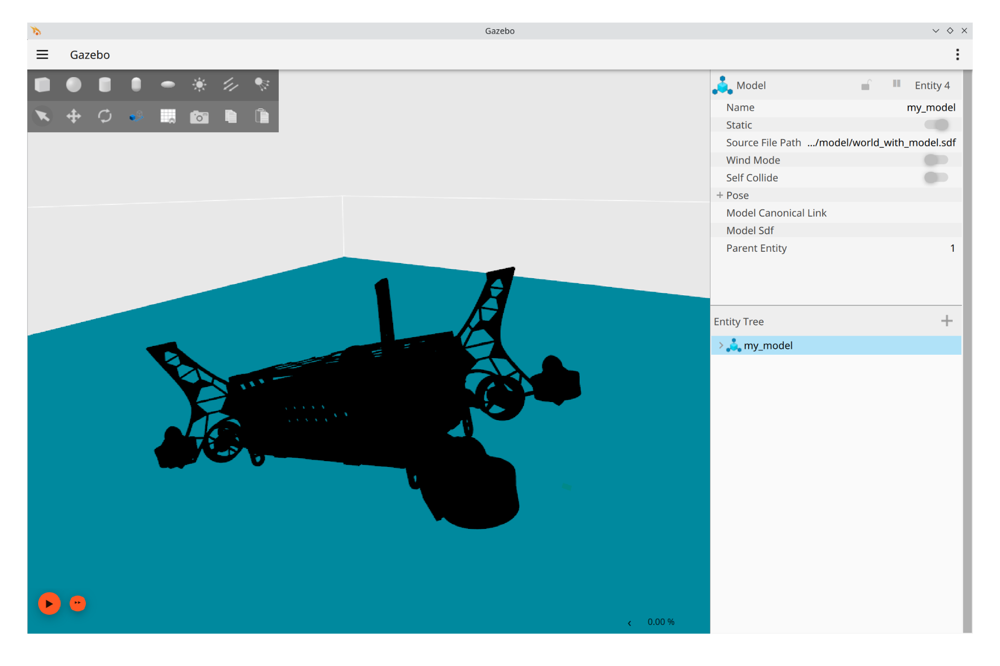 Gazebo
Gazebo
Model Entity 4
Name my_model
Static
Source File Path .../model/world_with_model.sdf
Wind Mode
Self Collide
+ Pose
Model Canonical Link
Model Sdf
Parent Entity 1
Entity Tree
my_model
0.00 %